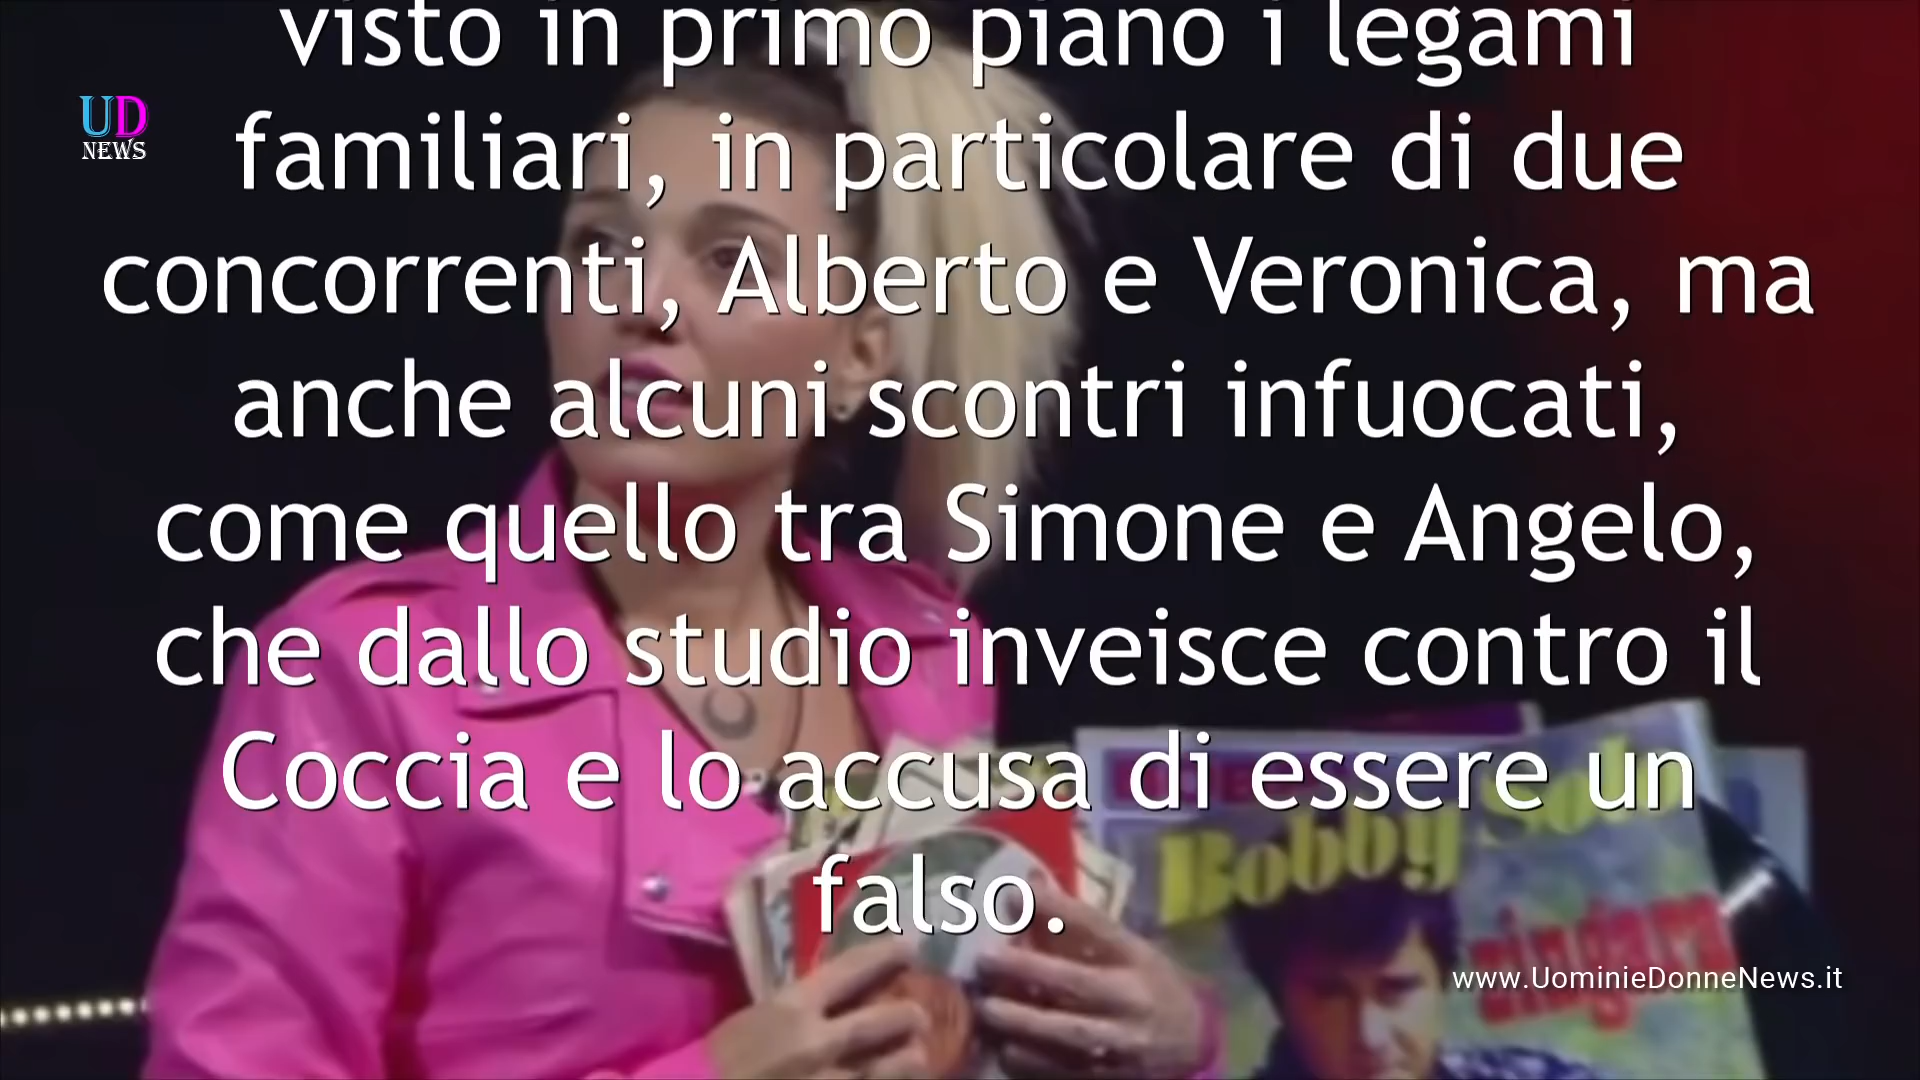 visto in primo piano i legami
UD
NEWS
familiari, in particolare di due
concorrenti, Alberto e Veronica, ma
anche alcuni scontri infuocati,
come quello tra Simone e Angelo,
che dallo studio inveisce contro il
Coccia e lo accusa di essere un
falso.
Bobby Solo
zingara
www.UominieDonneNews.it